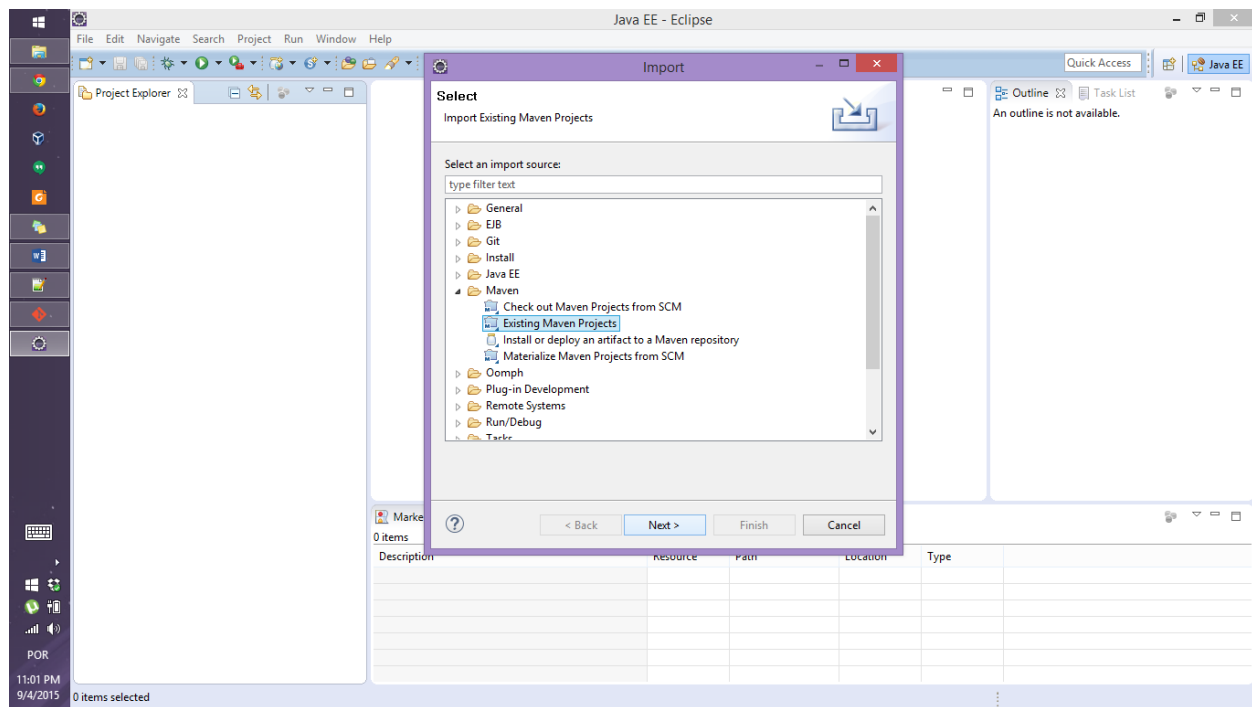 Java EE - Eclipse
File Edit Navigate Search Project Run Window Help
Quick Access
Java EE
Project Explorer
Import
Select
Import Existing Maven Projects
Select an import source:
type filter text
General
EJB
Git
Install
Java EE
Maven
Check out Maven Projects from SCM
Existing Maven Projects
Install or deploy an artifact to a Maven repository
Materialize Maven Projects from SCM
Oomph
Plug-in Development
Remote Systems
Run/Debug
Tasks
< Back Next > Finish Cancel
Outline Task List
An outline is not available.
Marke
0 items
Description Resource Path Location Type
POR
11:01 PM
9/4/2015
0 items selected